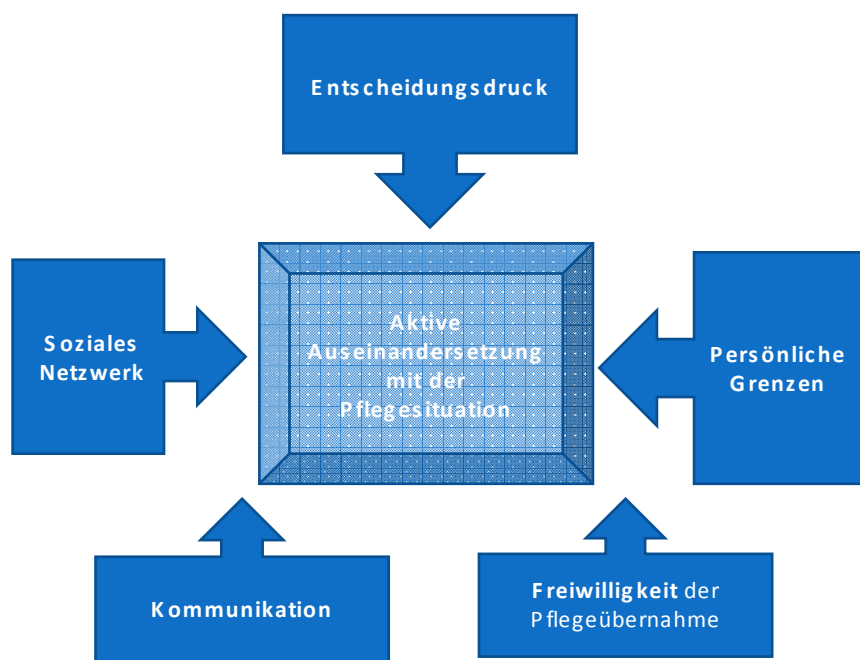 Entscheidungsdruck
Soziales
Netzwerk
Aktive
Auseinandersetzung
mit der
Pflegesituation
Persönliche
Grenzen
Kommunikation
Freiwilligkeit der
Pflegeübernahme